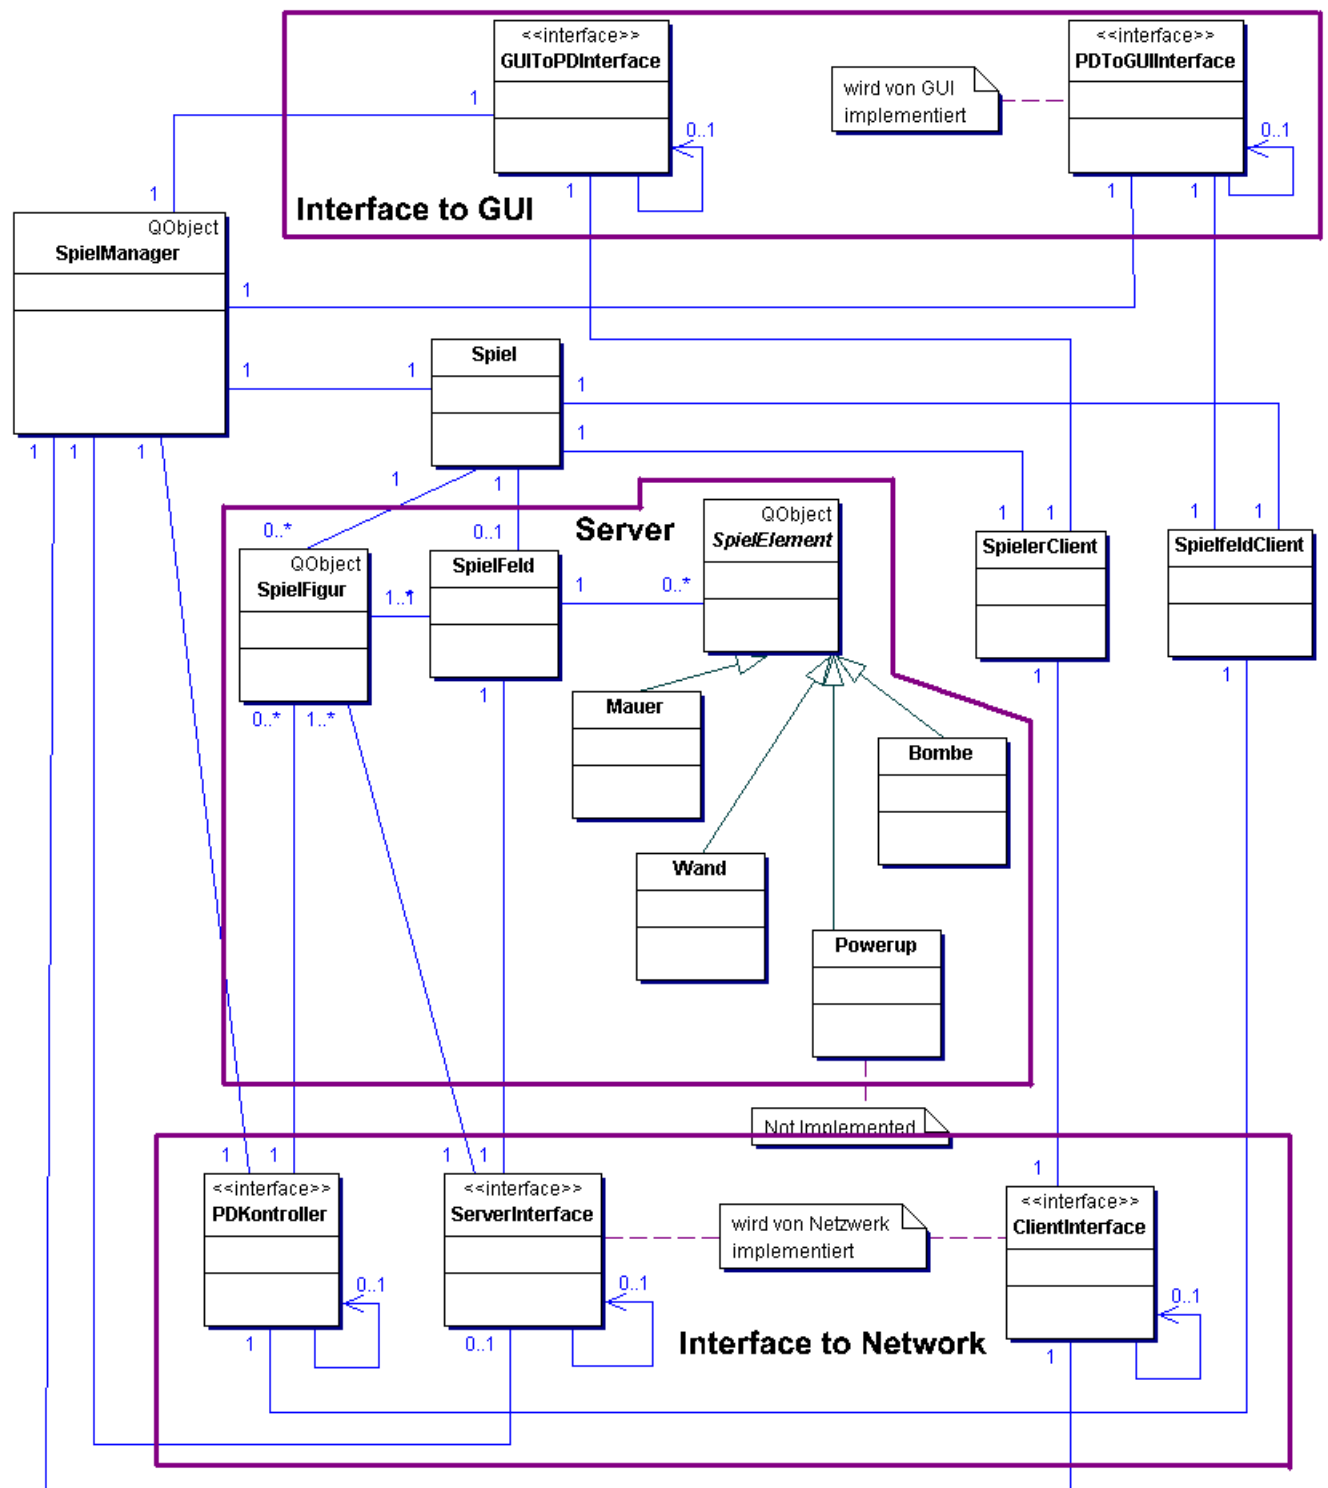 <<interface>>
GUIToPDInterface
<<interface>>
PDToGUIInterface
wird von GUI
implementiert
1
0..1
0..1
1
1
1
1
Interface to GUI
QObject
SpielManager
1
Spiel
1
1
1
1
1
1
1
1
1
0..*
0..1
Server
QObject
SpielElement
1
1
1
1
SpielerClient
SpielfeldClient
QObject
SpielFigur
SpielFeld
1
0..*
1..*
1
0..*
1..*
1
1
1
Mauer
Bombe
Wand
Powerup
Not Implemented
1
1
1
1
1
<<interface>>
PDKontroller
<<interface>>
ServerInterface
wird von Netzwerk
implementiert
<<interface>>
ClientInterface
0..1
0..1
0..1
1
0..1
Interface to Network
1